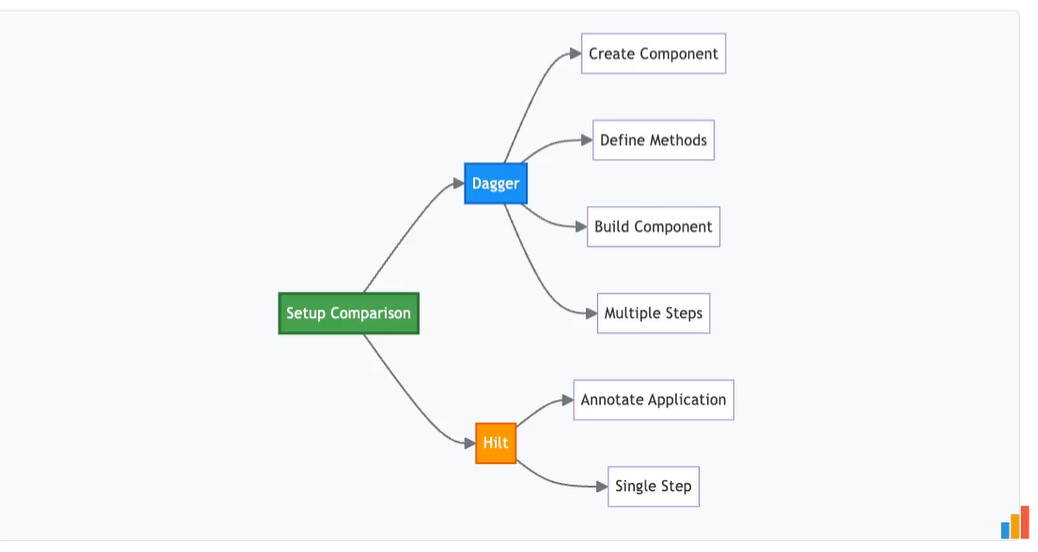 Create Component
Define Methods
Dagger
Build Component
Setup Comparison
Multiple Steps
Annotate Application
Hilt
Single Step